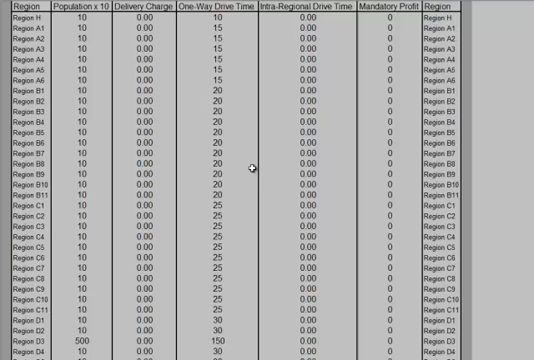 Region Population x 10 Delivery Charge One-Way Drive Time Intra-Regional Drive Time Mandatory Profit Region
Region H 10 0.00 10 0.00 0 Region H
Region A1 10 0.00 15 0.00 0 Region A1
Region A2 10 0.00 15 0.00 0 Region A2
Region A3 10 0.00 15 0.00 0 Region A3
Region A4 10 0.00 15 0.00 0 Region A4
Region A5 10 0.00 15 0.00 0 Region A5
Region A6 10 0.00 15 0.00 0 Region A6
Region B1 10 0.00 20 0.00 0 Region B1
Region B2 10 0.00 20 0.00 0 Region B2
Region B3 10 0.00 20 0.00 0 Region B3
Region B4 10 0.00 20 0.00 0 Region B4
Region B5 10 0.00 20 0.00 0 Region B5
Region B6 10 0.00 20 0.00 0 Region B6
Region B7 10 0.00 20 0.00 0 Region B7
Region B8 10 0.00 20 0.00 0 Region B8
Region B9 10 0.00 20 0.00 0 Region B9
Region B10 10 0.00 20 0.00 0 Region B10
Region B11 10 0.00 20 0.00 0 Region B11
Region C1 10 0.00 25 0.00 0 Region C1
Region C2 10 0.00 25 0.00 0 Region C2
Region C3 10 0.00 25 0.00 0 Region C3
Region C4 10 0.00 25 0.00 0 Region C4
Region C5 10 0.00 25 0.00 0 Region C5
Region C6 10 0.00 25 0.00 0 Region C6
Region C7 10 0.00 25 0.00 0 Region C7
Region C8 10 0.00 25 0.00 0 Region C8
Region C9 10 0.00 25 0.00 0 Region C9
Region C10 10 0.00 25 0.00 0 Region C10
Region C11 10 0.00 25 0.00 0 Region C11
Region D1 10 0.00 30 0.00 0 Region D1
Region D2 10 0.00 30 0.00 0 Region D2
Region D3 500 0.00 150 0.00 0 Region D3
Region D4 10 0.00 30 0.00 0 Region D4